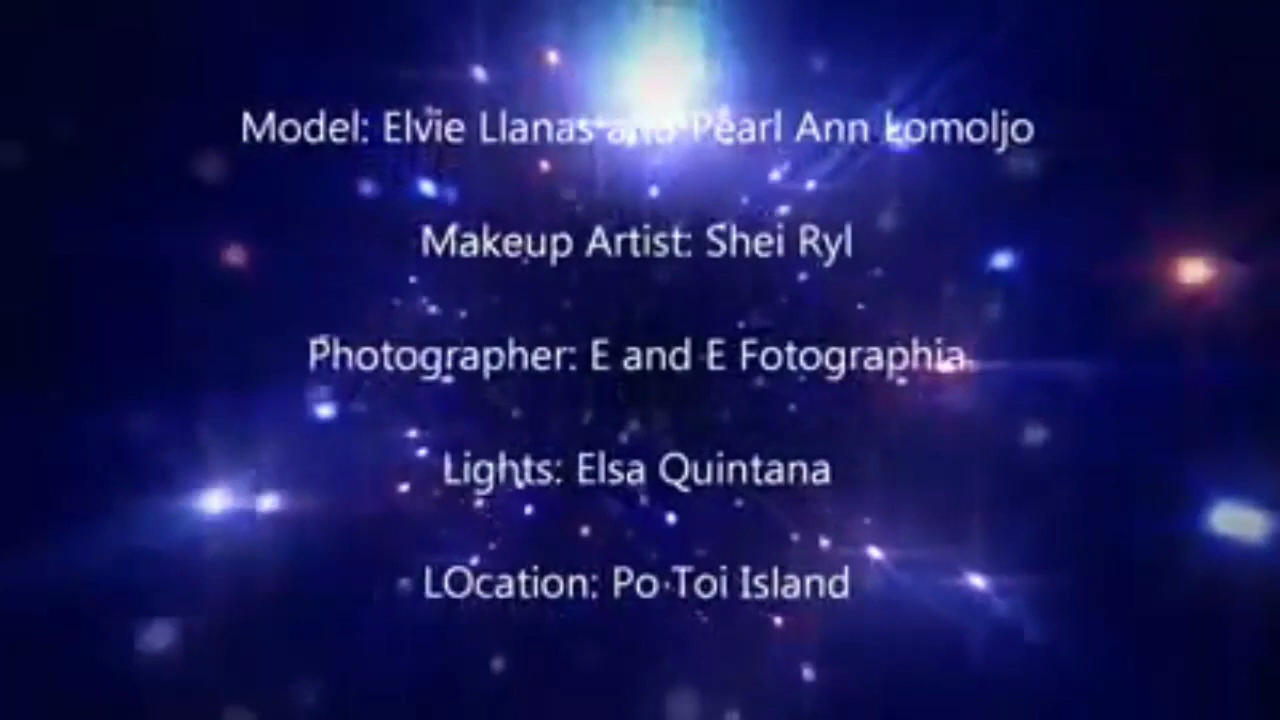 Model: Elvie Llanas and Pearl Ann Lomoljo
Makeup Artist: Shei Ryl
Photographer: E and E Fotographia
Lights: Elsa Quintana
LOcation: Po Toi Island